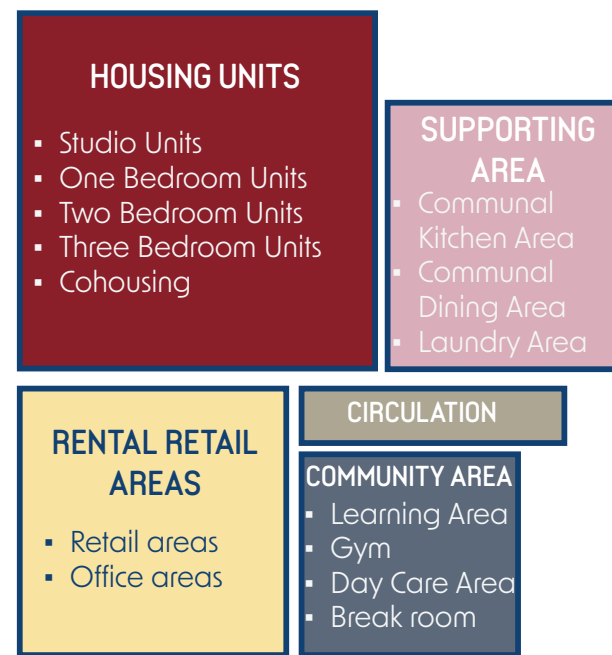 HOUSING UNITS
▪ Studio Units
▪ One Bedroom Units
▪ Two Bedroom Units
▪ Three Bedroom Units
▪ Cohousing
SUPPORTING
AREA
▪ Communal
Kitchen Area
▪ Communal
Dining Area
▪ Laundry Area
RENTAL RETAIL
AREAS
▪ Retail areas
▪ Office areas
CIRCULATION
COMMUNITY AREA
▪ Learning Area
▪ Gym
▪ Day Care Area
▪ Break room